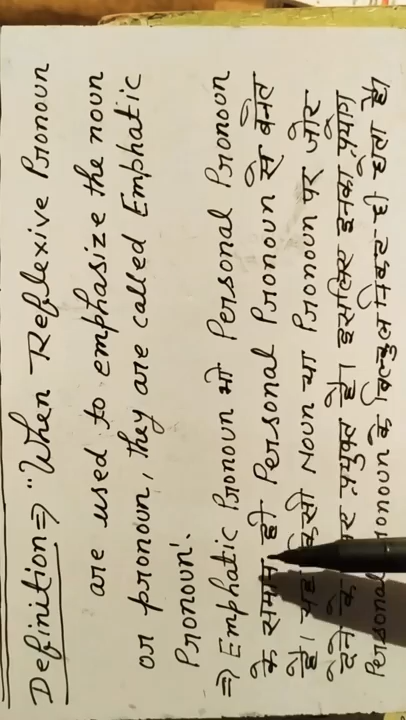 Definition⇒ "When Reflexive Pronoun
are used to emphasize the noun
or pronoun, they are called Emphatic
Pronoun'.
⇒ Emphatic Pronoun भी Personal Pronoun
के समान ही Personal Pronoun से बनते
हैं। यह किसी Noun या Pronoun पर जोर
देने के प्रयुक्त है। इसलिए इनका प्रयोग
Personal Pronoun के